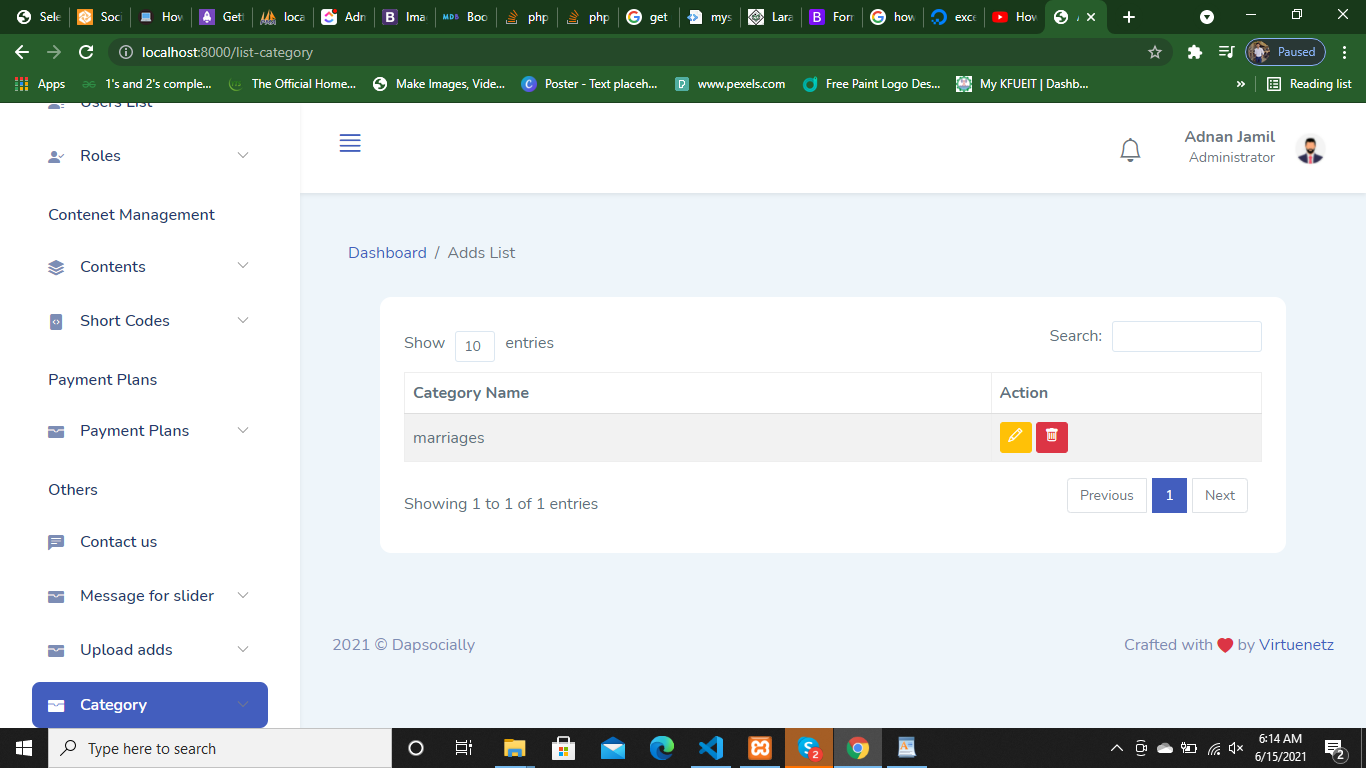 Sele
Soci
How
Get
loca
Adn
Ima
MDB
Boo
php
php
get
mys
Lara
Forr
how
exce
How
localhost:8000/list-category
Paused
Apps
1's and 2's comple...
The Official Home...
Make Images, Vide...
Poster - Text placeh...
www.pexels.com
Free Paint Logo Des...
My KFUEIT | Dashb...
»
Reading list
Users List
Roles
Contenet Management
Contents
Short Codes
Payment Plans
Payment Plans
Others
Contact us
Message for slider
Upload adds
Category
Adnan Jamil
Administrator
Dashboard / Adds List
Show 10 entries
Search:
Category Name Action
marriages
Showing 1 to 1 of 1 entries
Previous 1 Next
2021 © Dapsocially
Crafted with ❤ by Virtuenetz
Type here to search
2
6:14 AM
6/15/2021
2